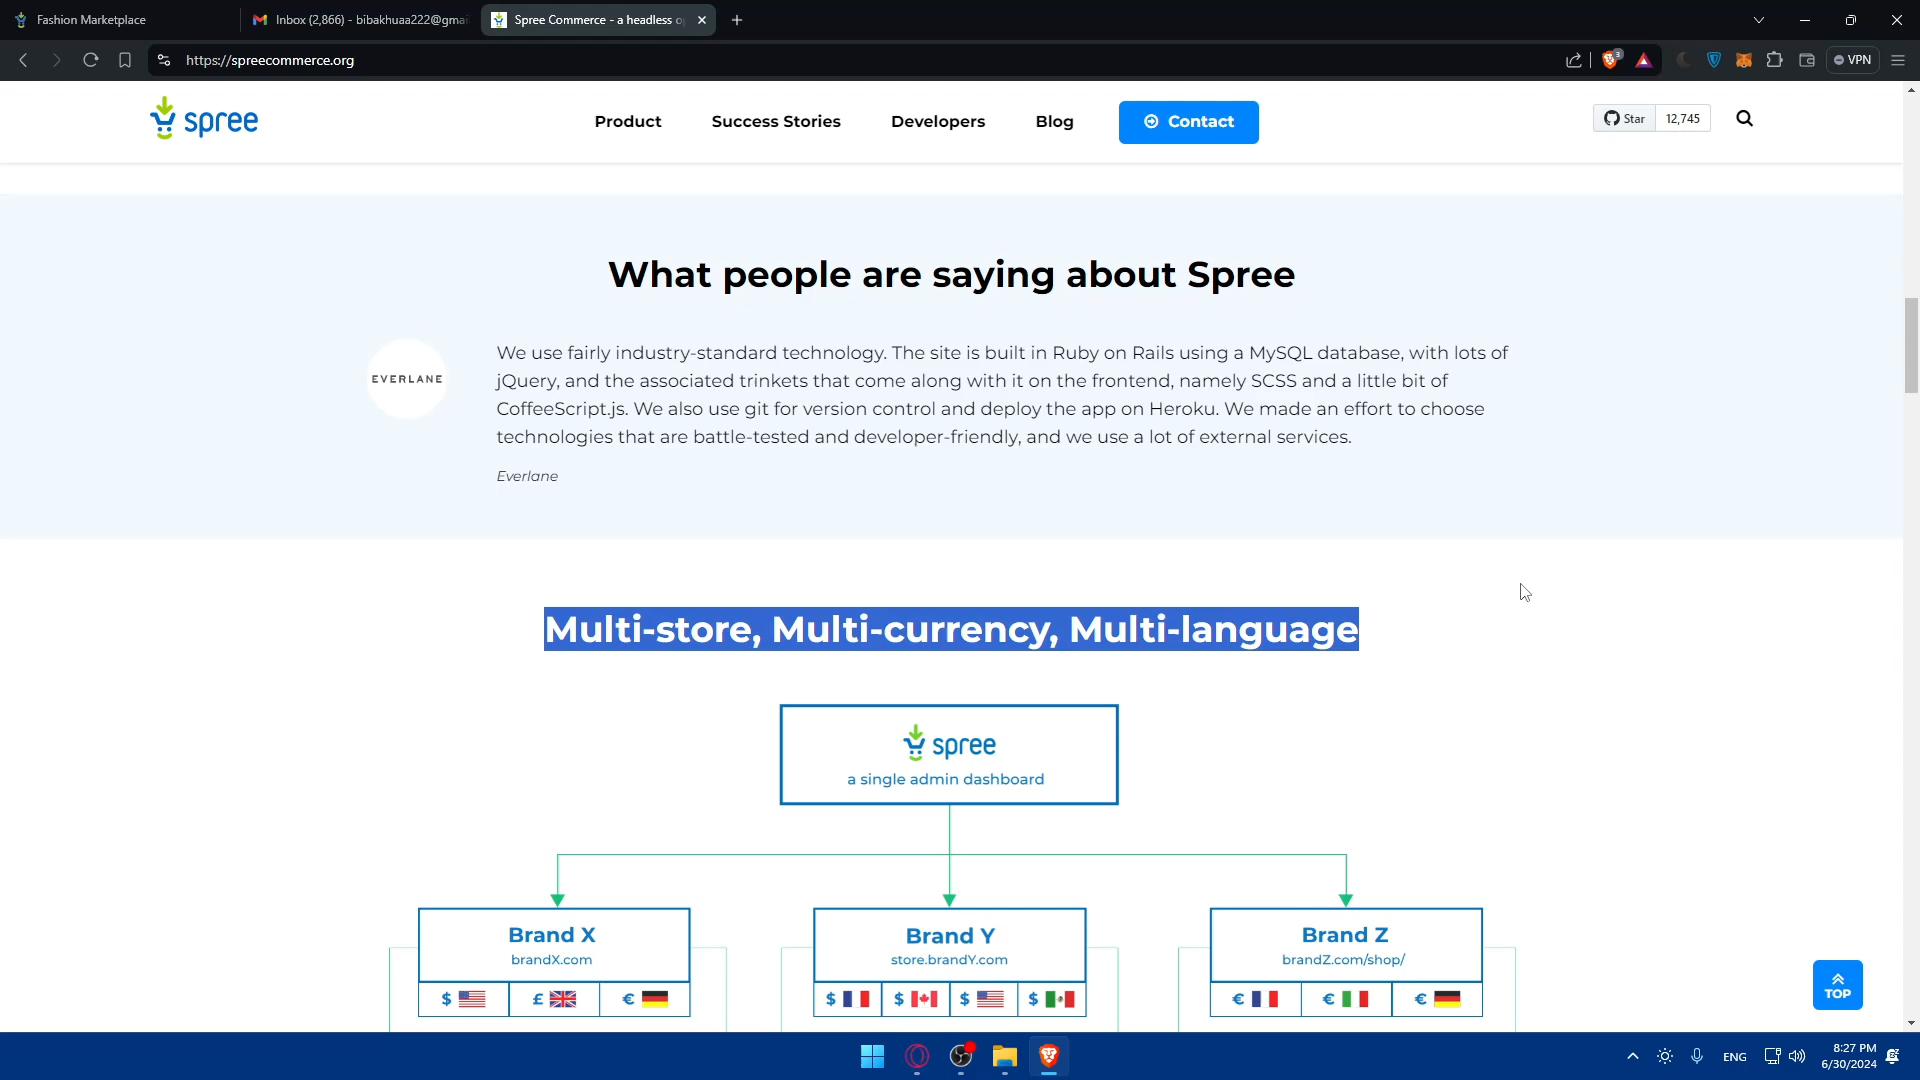 Fashion Marketplace
Inbox (2,866) - bibakhuaa222@gmai
Spree Commerce - a headless o
https://spreecommerce.org
3
VPN
spree
Product
Success Stories
Developers
Blog
Contact
Star
12,745
What people are saying about Spree
EVERLANE
We use fairly industry-standard technology. The site is built in Ruby on Rails using a MySQL database, with lots of
jQuery, and the associated trinkets that come along with it on the frontend, namely SCSS and a little bit of
CoffeeScript.js. We also use git for version control and deploy the app on Heroku. We made an effort to choose
technologies that are battle-tested and developer-friendly, and we use a lot of external services.
Everlane
Multi-store, Multi-currency, Multi-language
spree
a single admin dashboard
Brand X
brandX.com
$ £ €
Brand Y
store.brandY.com
$ $ $ $
Brand Z
brandZ.com/shop/
€ € €
TOP
ENG
8:27 PM
6/30/2024